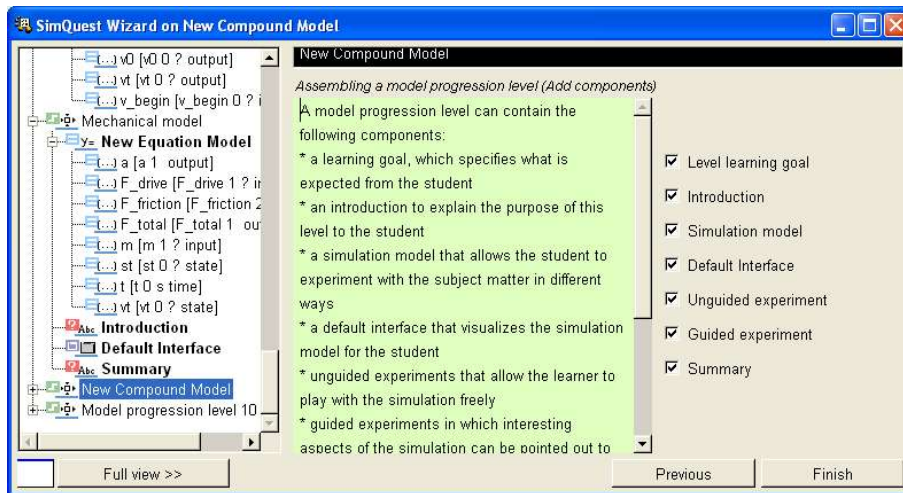 SimQuest Wizard on New Compound Model
(...) v0 [v0 0 ? output]
(...) vt [vt 0 ? output]
(...) v_begin [v_begin 0 ? i
Mechanical model
y= New Equation Model
(...) a [a 1 output]
(...) F_drive [F_drive 1 ? ir
(...) F_friction [F_friction 2
(...) F_total [F_total 1 ou
(...) m [m 1 ? input]
(...) st [st 0 ? state]
(...) t [t 0 s time]
(...) vt [vt 0 ? state]
Abc Introduction
Default Interface
Abc Summary
New Compound Model
Model progression level 10
Full view >>
New Compound Model
Assembling a model progression level (Add components)
A model progression level can contain the
following components:
* a learning goal, which specifies what is
expected from the student
* an introduction to explain the purpose of this
level to the student
* a simulation model that allows the student to
experiment with the subject matter in different
ways
* a default interface that visualizes the simulation
model for the student
* unguided experiments that allow the learner to
play with the simulation freely
* guided experiments in which interesting
aspects of the simulation can be pointed out to
Level learning goal
Introduction
Simulation model
Default Interface
Unguided experiment
Guided experiment
Summary
Previous
Finish